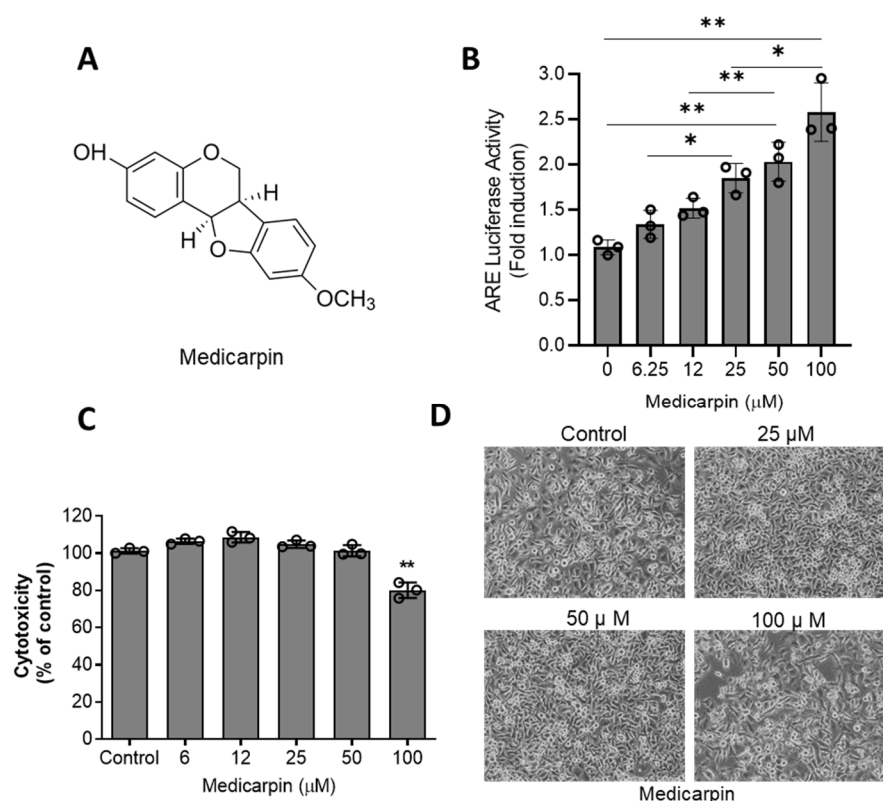 A
OH
O
H
H
O
OCH3
Medicarpin
B
**
*
**
**
*
ARE Luciferase Activity
(Fold induction)
3.0
2.5
2.0
1.5
1.0
0.5
0.0
0 6.25 12 25 50 100
Medicarpin (μM)
C
Cytotoxicity
(% of control)
120
100
80
60
40
20
0
**
Control 6 12 25 50 100
Medicarpin (μM)
D
Control 25 μM
50 μ M 100 μ M
Medicarpin